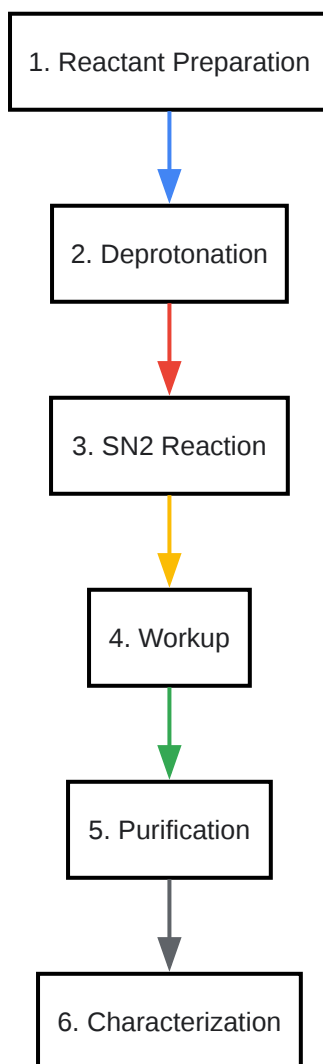 1. Reactant Preparation
2. Deprotonation
3. SN2 Reaction
4. Workup
5. Purification
6. Characterization